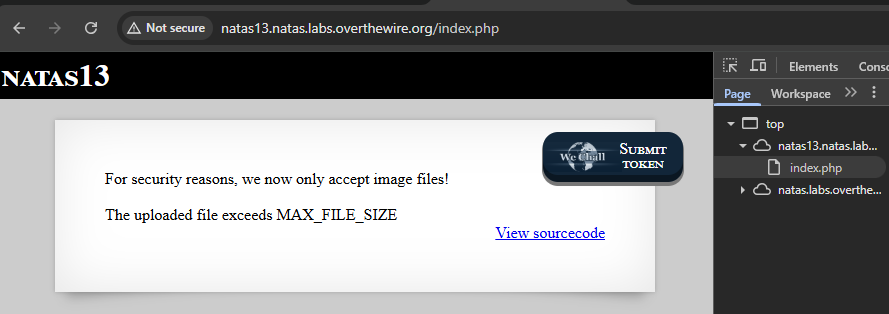 Not secure natas13.natas.labs.overthewire.org/index.php
NATAS13
Elements Conso
Page Workspace
top
natas13.natas.lab...
index.php
natas.labs.overthe...
We Chall
SUBMIT
TOKEN
For security reasons, we now only accept image files!
The uploaded file exceeds MAX_FILE_SIZE
View sourcecode